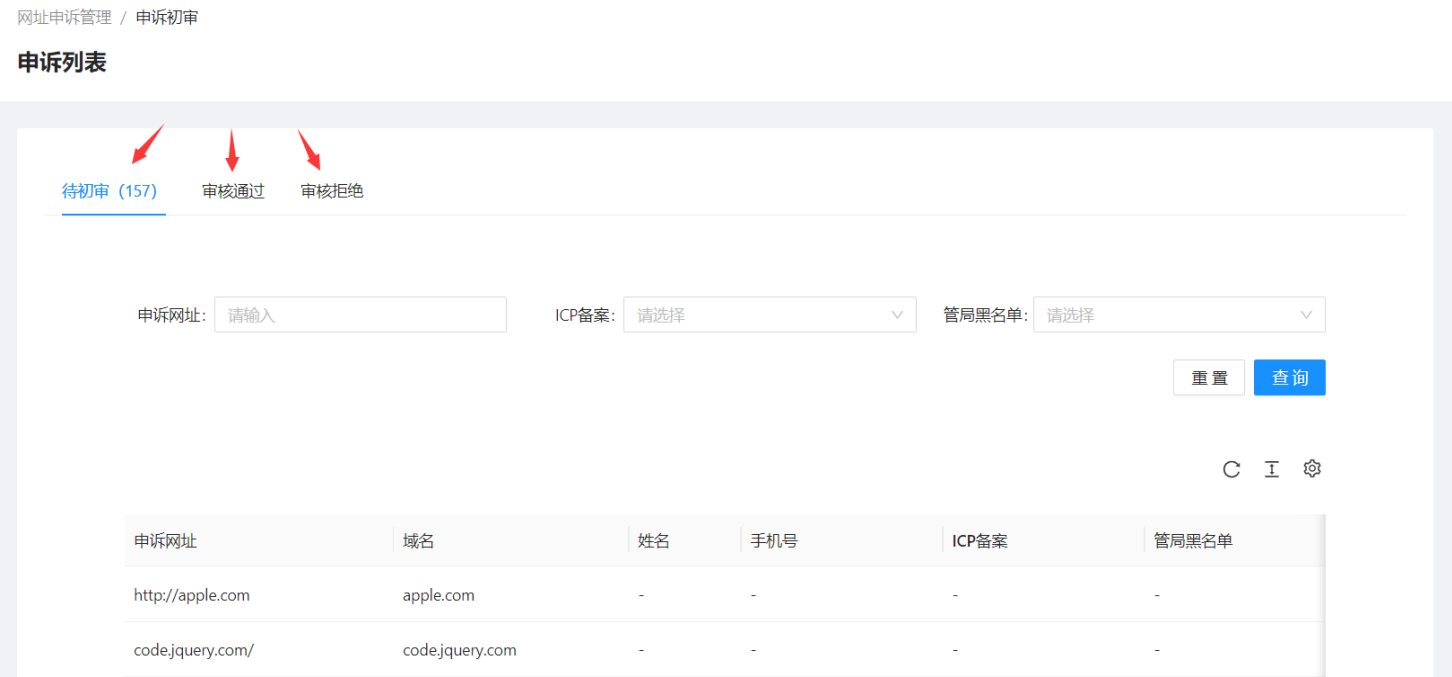 网址申诉管理 / 申诉初审
申诉列表
待初审（157） 审核通过 审核拒绝
申诉网址: 请输入 ICP备案: 请选择 管局黑名单: 请选择
重 置 查 询
申诉网址 域名 姓名 手机号 ICP备案 管局黑名单
http://apple.com apple.com - - - -
code.jquery.com/ code.jquery.com - - - -